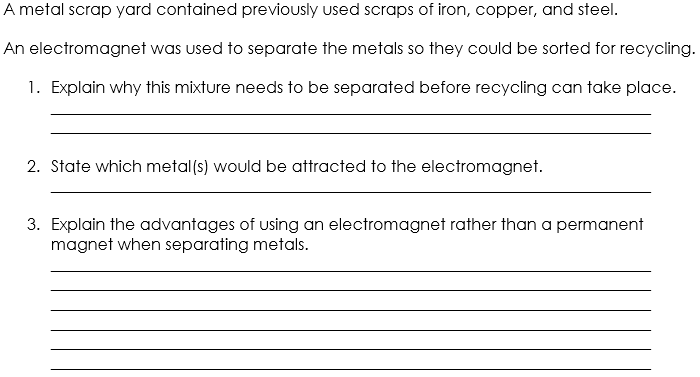 A metal scrap yard contained previously used scraps of iron, copper, and steel.
An electromagnet was used to separate the metals so they could be sorted for recycling.
1. Explain why this mixture needs to be separated before recycling can take place.
2. State which metal(s) would be attracted to the electromagnet.
3. Explain the advantages of using an electromagnet rather than a permanent
magnet when separating metals.